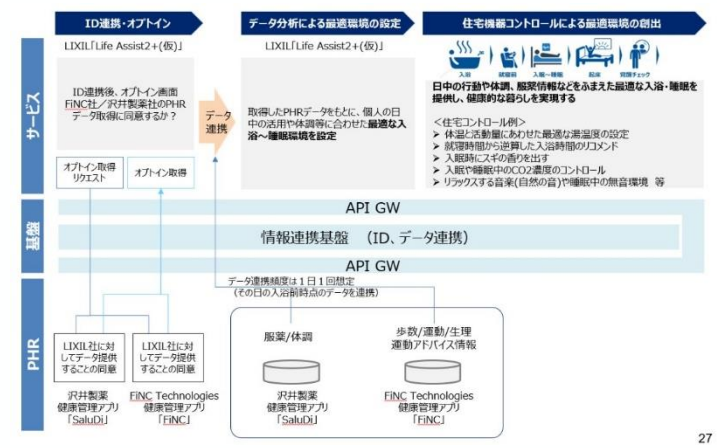 ID連携・オプトイン
データ分析による最適環境の設定
住宅機器コントロールによる最適環境の創出
サービス
LIXIL「Life Assist2+(仮)」
ID連携後、オプトイン画面
FiNC社/沢井製薬社のPHR
データ取得に同意するか？
オプトイン取得
リクエスト
オプトイン取得
データ
連携
LIXIL「Life Assist2+(仮)」
取得したPHRデータをもとに、個人の日
中の活用や体調等に合わせた最適な入
浴～睡眠環境を設定
入浴
就寝前
入眠～睡眠
起床
覚醒チェック
日中の行動や体調、服薬情報などをふまえた最適な入浴・睡眠を
提供し、健康的な暮らしを実現する
＜住宅コントロール例＞
➢ 体温と活動量にあわせた最適な湯温度の設定
➢ 就寝時間から逆算した入浴時間のリコメンド
➢ 入眠時にスギの香りを出す
➢ 入眠や睡眠中のCO2濃度のコントロール
➢ リラックスする音楽(自然の音)や睡眠中の無音環境 等
基盤
API GW
情報連携基盤 （ID、データ連携）
API GW
PHR
データ連携頻度は１日１回想定
（その日の入浴前時点のデータを連携）
LIXIL社に対
してデータ提供
することの同意
LIXIL社に対
してデータ提供
することの同意
沢井製薬
健康管理アプリ
「SaluDi」
FiNC Technologies
健康管理アプリ
「FiNC」
服薬/体調
沢井製薬
健康管理アプリ
「SaluDi」
歩数/運動/生理
運動アドバイス情報
FiNC Technologies
健康管理アプリ
「FiNC」
27